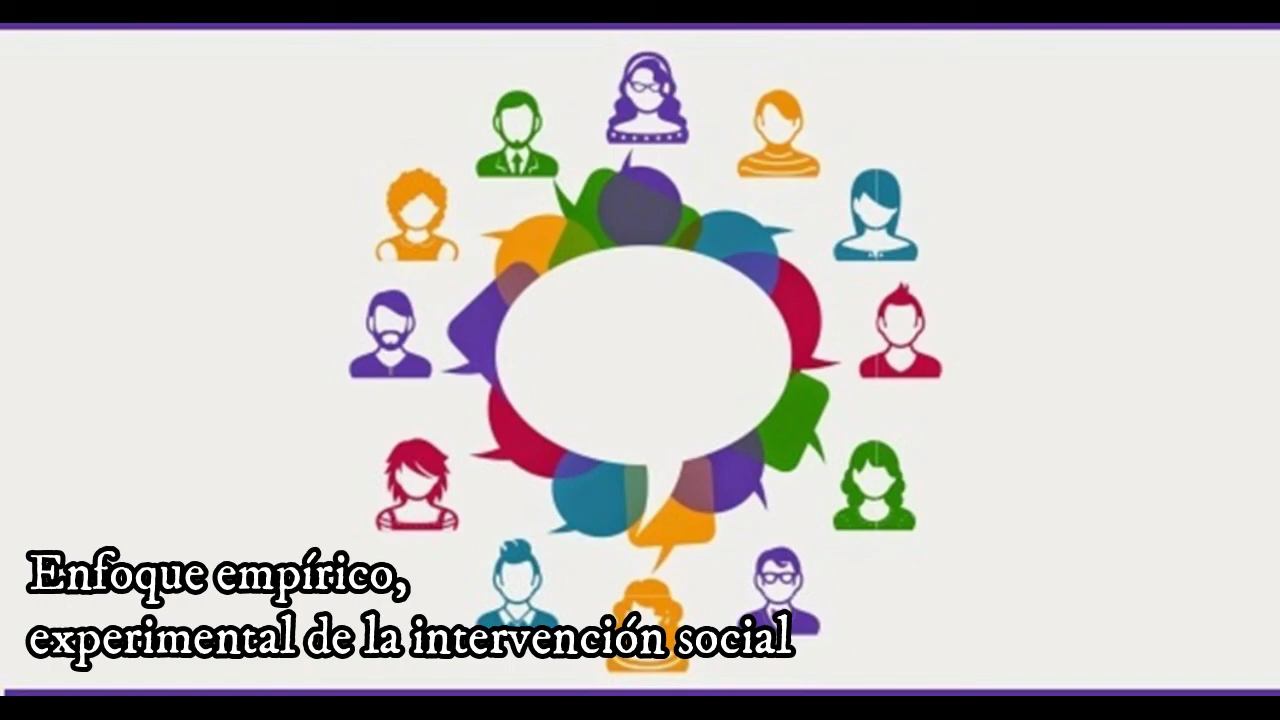 Enfoque empírico,
experimental de la intervención social